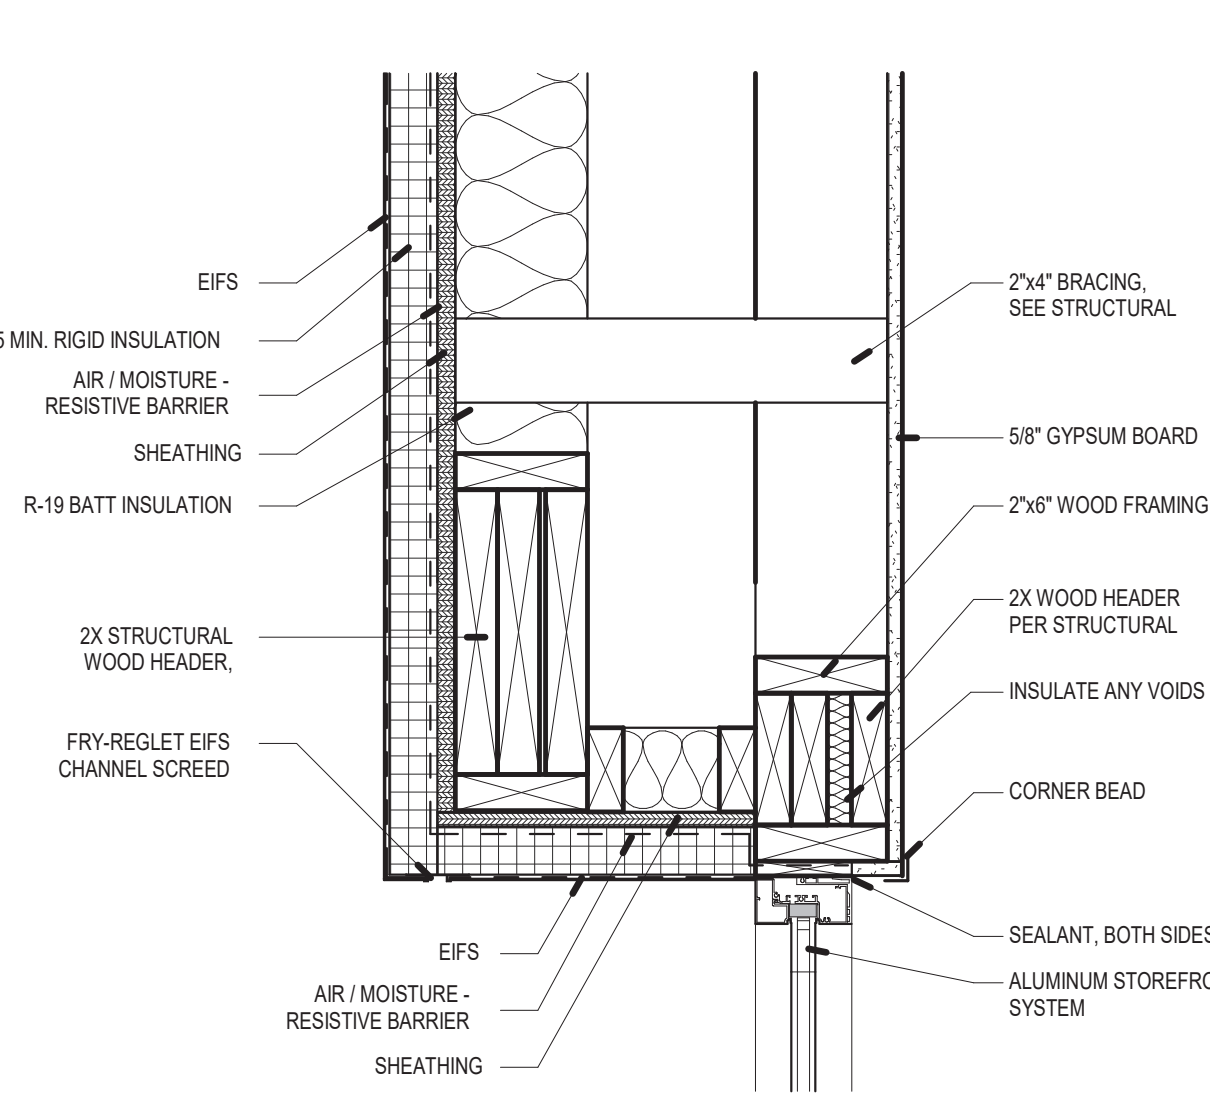 EIFS
MIN. RIGID INSULATION
AIR / MOISTURE -
RESISTIVE BARRIER
SHEATHING
R-19 BATT INSULATION
2X STRUCTURAL
WOOD HEADER,
FRY-REGLET EIFS
CHANNEL SCREED
EIFS
AIR / MOISTURE -
RESISTIVE BARRIER
SHEATHING
2"x4" BRACING,
SEE STRUCTURAL
5/8" GYPSUM BOARD
2"x6" WOOD FRAMING
2X WOOD HEADER
PER STRUCTURAL
INSULATE ANY VOIDS
CORNER BEAD
SEALANT, BOTH SIDES
ALUMINUM STOREFRO
SYSTEM